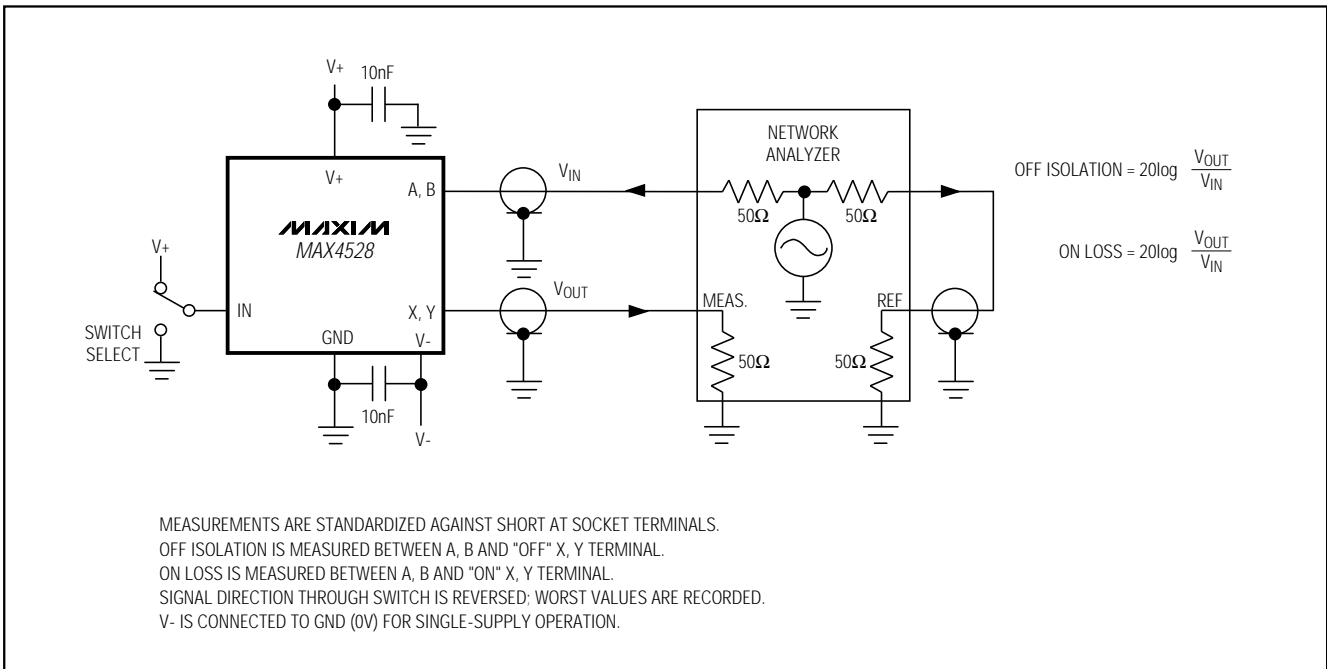 V+
10nF
V+
A, B
MAXIM
MAX4528
V+
IN
SWITCH
SELECT
GND
X, Y
V-
10nF
V-
VIN
VOUT
NETWORK
ANALYZER
50Ω
50Ω
MEAS.
REF
50Ω
50Ω
OFF ISOLATION = 20log VOUT
VIN
ON LOSS = 20log VOUT
VIN
MEASUREMENTS ARE STANDARDIZED AGAINST SHORT AT SOCKET TERMINALS.
OFF ISOLATION IS MEASURED BETWEEN A, B AND "OFF" X, Y TERMINAL.
ON LOSS IS MEASURED BETWEEN A, B AND "ON" X, Y TERMINAL.
SIGNAL DIRECTION THROUGH SWITCH IS REVERSED; WORST VALUES ARE RECORDED.
V- IS CONNECTED TO GND (0V) FOR SINGLE-SUPPLY OPERATION.